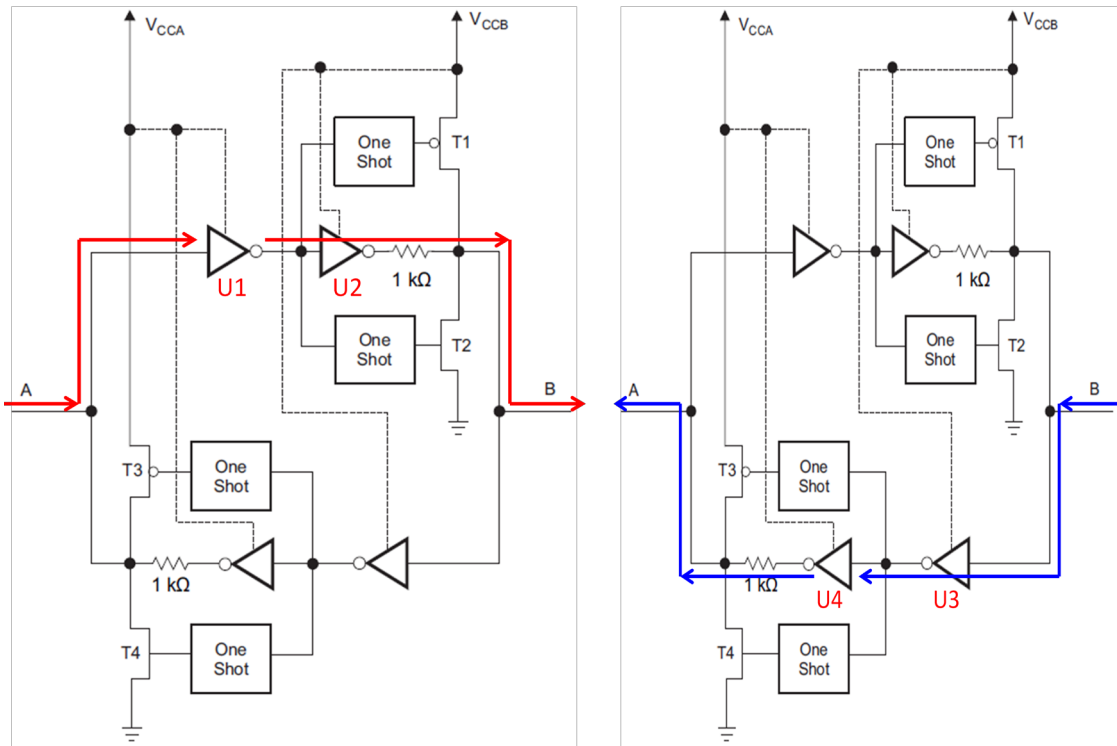 VCCA
VCCB
One
Shot
T1
U1
U2
1 kΩ
One
Shot
T2
A
B
T3
One
Shot
1 kΩ
T4
One
Shot
VCCA
VCCB
One
Shot
T1
1 kΩ
One
Shot
T2
A
B
T3
One
Shot
1 kΩ
U4
U3
T4
One
Shot